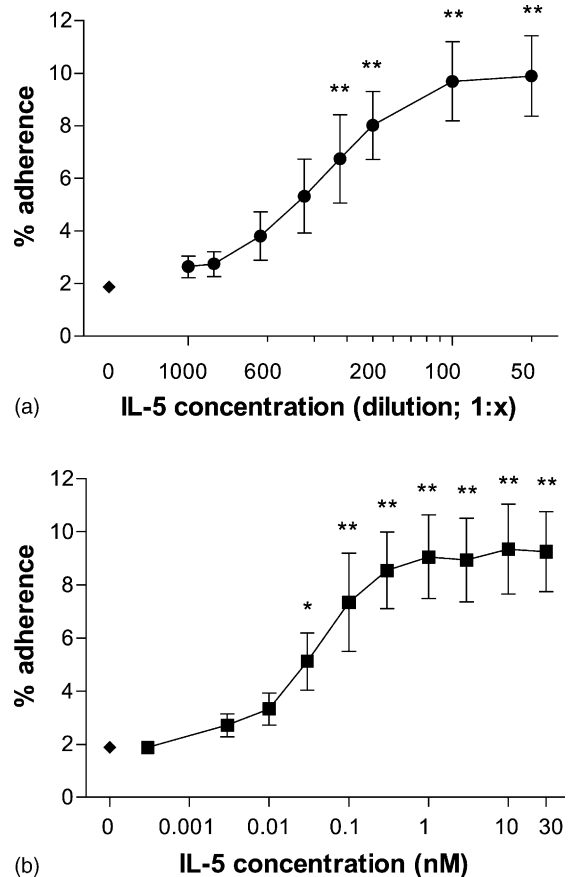 12
10
8
6
4
2
0
% adherence
** ** ** **
0 1000 600 200 100 50
(a)
IL-5 concentration (dilution; 1:x)
12
10
8
6
4
2
0
% adherence
* ** ** ** ** ** **
0 0.001 0.01 0.1 1 10 30
(b)
IL-5 concentration (nM)